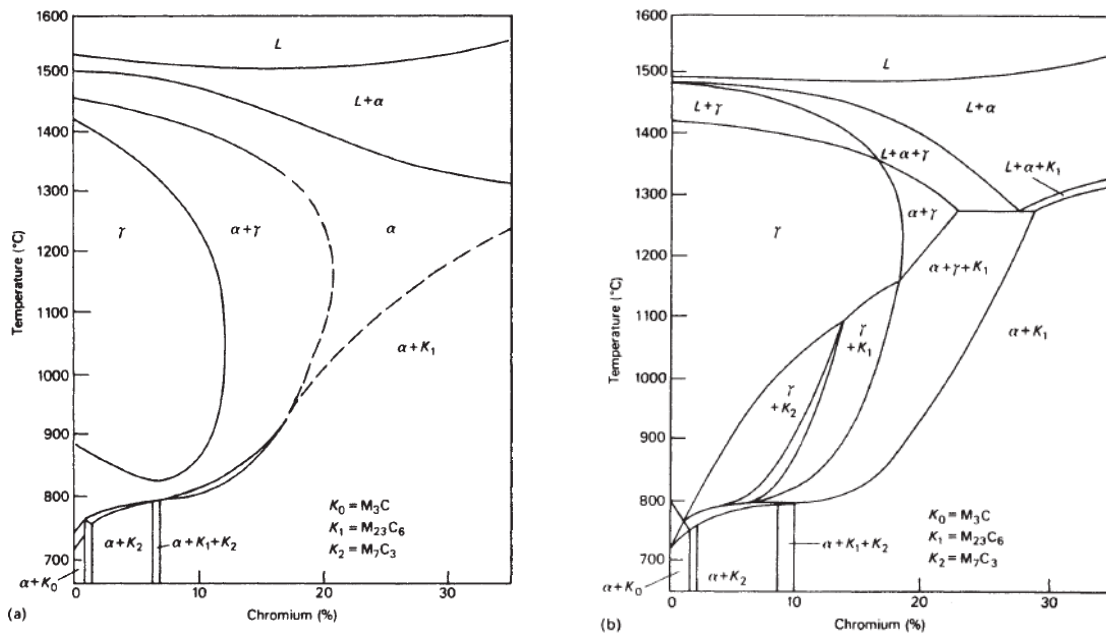 1600
1500
1400
1300
1200
1100
1000
900
800
700
Temperature (°C)
L
L+α
γ
α+γ
α
α+K₁
K₀ = M₃C
K₁ = M₂₃C₆
K₂ = M₇C₃
α+K₂
α+K₁+K₂
α+K₀
0
10
20
30
Chromium (%)
(a)
1600
1500
1400
1300
1200
1100
1000
900
800
700
Temperature (°C)
L
L+α
L+γ
L+α+γ
L+α+K₁
γ
α+γ
α+γ+K₁
γ
+K₁
α+K₁
γ
+K₂
K₀ = M₃C
K₁ = M₂₃C₆
K₂ = M₇C₃
α+K₁+K₂
α+K₀
α+K₂
0
10
20
30
Chromium (%)
(b)